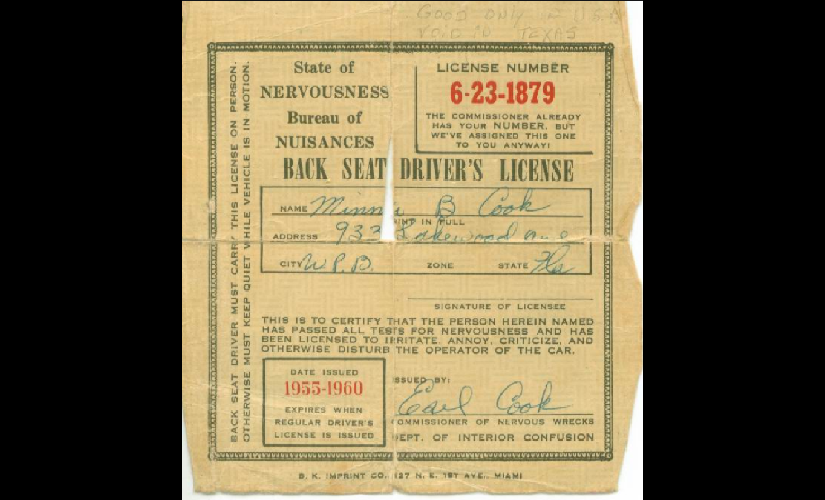 GOOD ONLY IN U.S.A
VOID IN TEXAS
State of
NERVOUSNESS
Bureau of
NUISANCES
LICENSE NUMBER
6-23-1879
THE COMMISSIONER ALREADY
HAS YOUR NUMBER, BUT
WE'VE ASSIGNED THIS ONE
TO YOU ANYWAY!
BACK SEAT DRIVER'S LICENSE
NAME Minnie B Cook
PRINT IN FULL
ADDRESS 933 Lakewood ave
CITY W.P.B. ZONE STATE Fla
SIGNATURE OF LICENSEE
THIS IS TO CERTIFY THAT THE PERSON HEREIN NAMED
HAS PASSED ALL TESTS FOR NERVOUSNESS AND HAS
BEEN LICENSED TO IRRITATE, ANNOY, CRITICIZE, AND
OTHERWISE DISTURB THE OPERATOR OF THE CAR.
DATE ISSUED
1955-1960
EXPIRES WHEN
REGULAR DRIVER'S
LICENSE IS ISSUED
ISSUED BY:
Earl Cook
COMMISSIONER OF NERVOUS WRECKS
DEPT. OF INTERIOR CONFUSION
BACK SEAT DRIVER MUST CARRY THIS LICENSE ON PERSON.
OTHERWISE MUST KEEP QUIET WHILE VEHICLE IS IN MOTION.
B. K. IMPRINT CO., 127 N. E. 1ST AVE., MIAMI